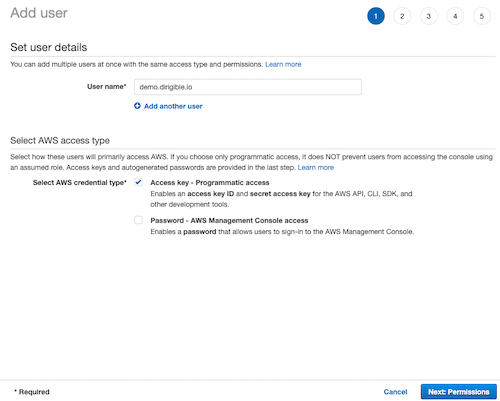 Add user
1 2 3 4 5
Set user details
You can add multiple users at once with the same access type and permissions. Learn more
User name* demo.dirigible.io
Add another user
Select AWS access type
Select how these users will primarily access AWS. If you choose only programmatic access, it does NOT prevent users from accessing the console using
an assumed role. Access keys and autogenerated passwords are provided in the last step. Learn more
Select AWS credential type* Access key - Programmatic access
Enables an access key ID and secret access key for the AWS API, CLI, SDK, and
other development tools.
Password - AWS Management Console access
Enables a password that allows users to sign-in to the AWS Management Console.
* Required Cancel Next: Permissions